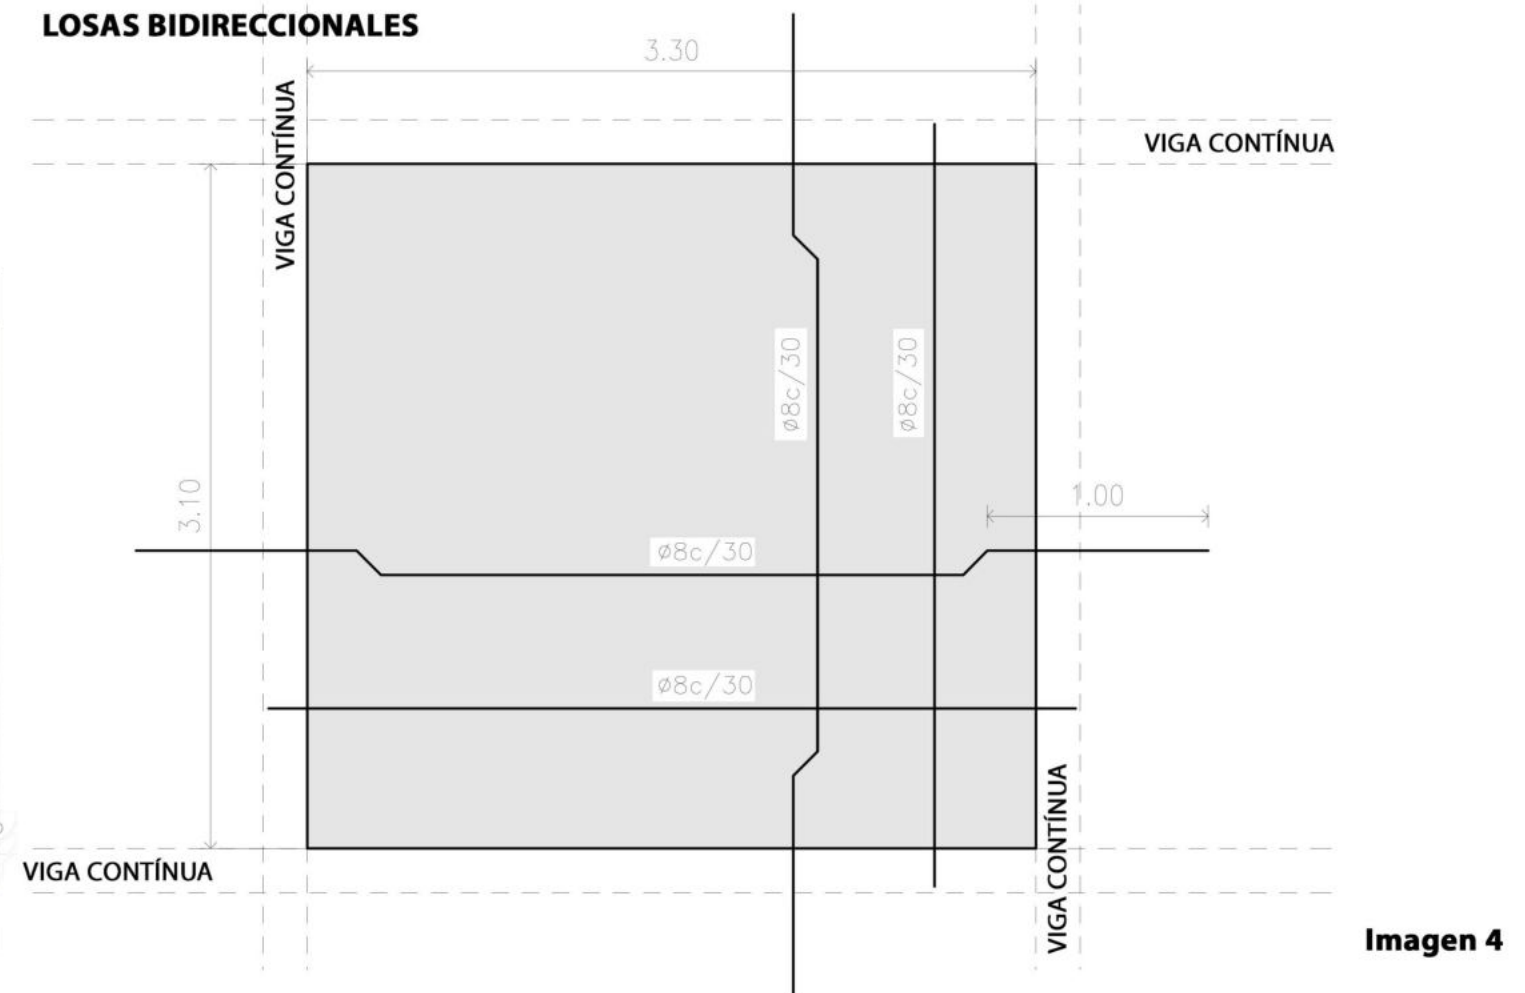 LOSAS BIDIRECCIONALES
3.30
VIGA CONTÍNUA
VIGA CONTÍNUA
ø8c/30
ø8c/30
3.10
1.00
ø8c/30
ø8c/30
VIGA CONTÍNUA
VIGA CONTÍNUA
Imagen 4